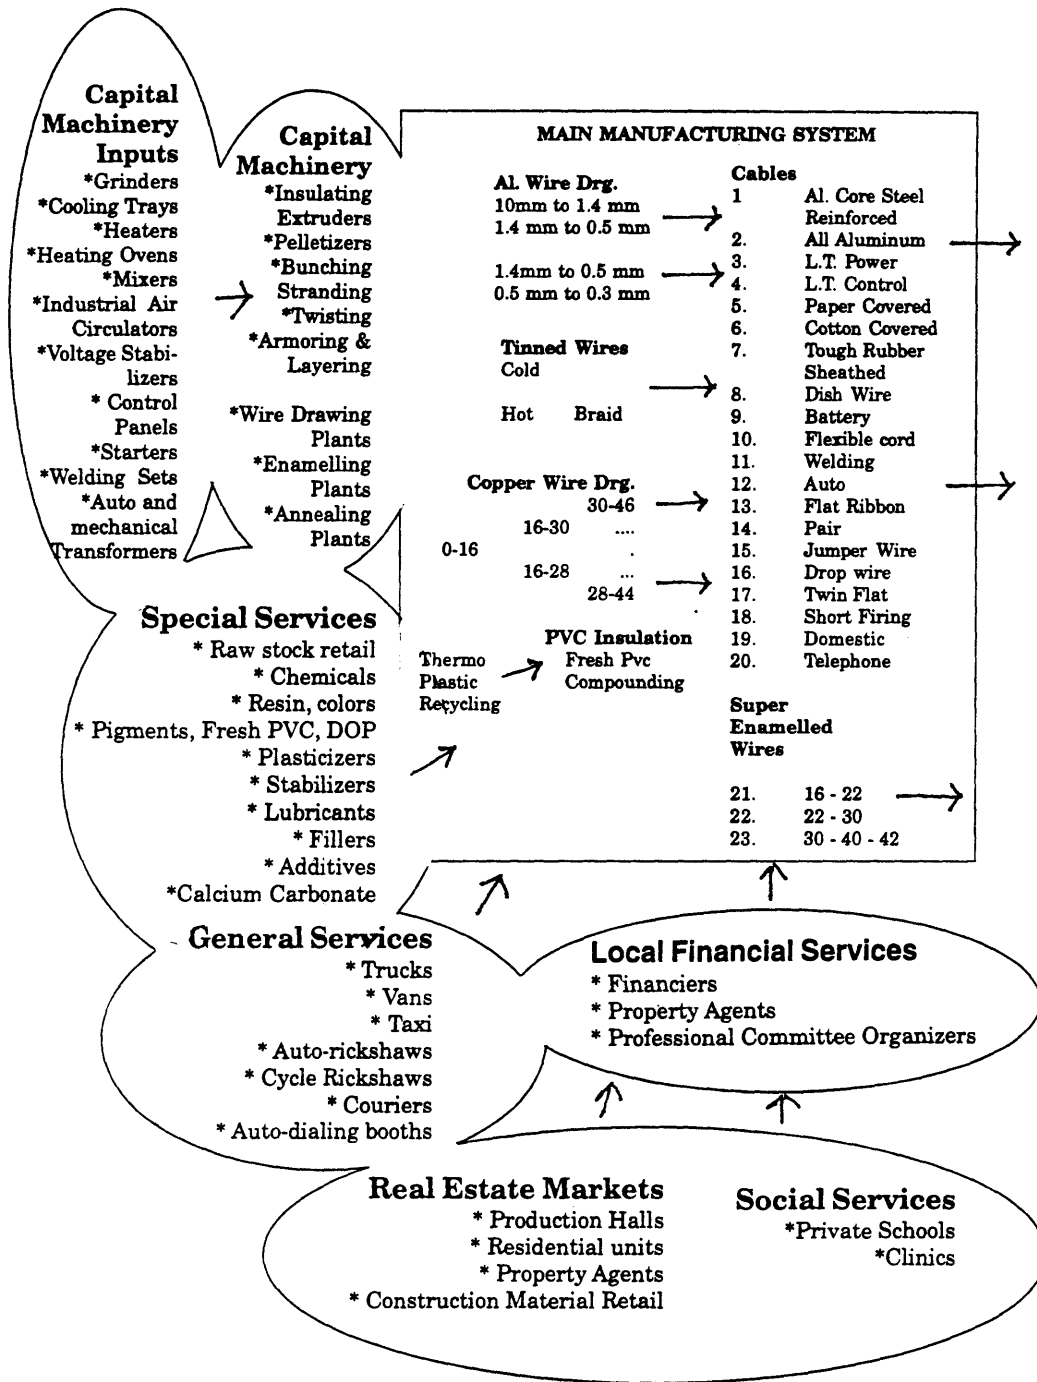 Capital
Machinery
Inputs
*Grinders
*Cooling Trays
*Heaters
*Heating Ovens
*Mixers
*Industrial Air
Circulators
*Voltage Stabi-
lizers
* Control
Panels
*Starters
*Welding Sets
*Auto and
mechanical
Transformers
Capital
Machinery
*Insulating
Extruders
*Pelletizers
*Bunching
Stranding
*Twisting
*Armoring &
Layering
*Wire Drawing
Plants
*Enamelling
Plants
*Annealing
Plants
MAIN MANUFACTURING SYSTEM
Al. Wire Drg.
10mm to 1.4 mm
1.4 mm to 0.5 mm
1.4mm to 0.5 mm
0.5 mm to 0.3 mm
Tinned Wires
Cold
Hot Braid
Copper Wire Drg.
30-46
16-30 ....
0-16 .
16-28 ...
28-44
PVC Insulation
Thermo Fresh Pvc
Plastic Compounding
Recycling
Cables
1 Al. Core Steel
Reinforced
2. All Aluminum
3. L.T. Power
4. L.T. Control
5. Paper Covered
6. Cotton Covered
7. Tough Rubber
Sheathed
8. Dish Wire
9. Battery
10. Flexible cord
11. Welding
12. Auto
13. Flat Ribbon
14. Pair
15. Jumper Wire
16. Drop wire
17. Twin Flat
18. Short Firing
19. Domestic
20. Telephone
Super
Enamelled
Wires
21. 16 - 22
22. 22 - 30
23. 30 - 40 - 42
Special Services
* Raw stock retail
* Chemicals
* Resin, colors
* Pigments, Fresh PVC, DOP
* Plasticizers
* Stabilizers
* Lubricants
* Fillers
* Additives
*Calcium Carbonate
General Services
* Trucks
* Vans
* Taxi
* Auto-rickshaws
* Cycle Rickshaws
* Couriers
* Auto-dialing booths
Local Financial Services
* Financiers
* Property Agents
* Professional Committee Organizers
Real Estate Markets
* Production Halls
* Residential units
* Property Agents
* Construction Material Retail
Social Services
*Private Schools
*Clinics